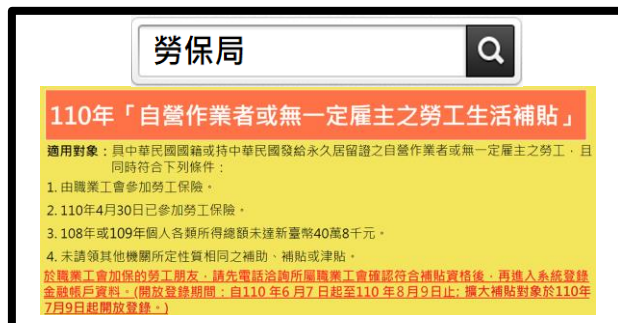 勞保局
110年「自營作業者或無一定雇主之勞工生活補貼」
適用對象：具中華民國國籍或持中華民國發給永久居留證之自營作業者或無一定雇主之勞工，且
同時符合下列條件：
1. 由職業工會參加勞工保險。
2. 110年4月30日已參加勞工保險。
3. 108年或109年個人各類所得總額未達新臺幣40萬8千元。
4. 未請領其他機關所定性質相同之補助、補貼或津貼。
於職業工會加保的勞工朋友，請先電話洽詢所屬職業工會確認符合補貼資格後，再進入系統登錄
金融帳戶資料。(開放登錄期間：自110 年6 月7 日起至110 年8月9日止; 擴大補貼對象於110年
7月9日起開放登錄。)